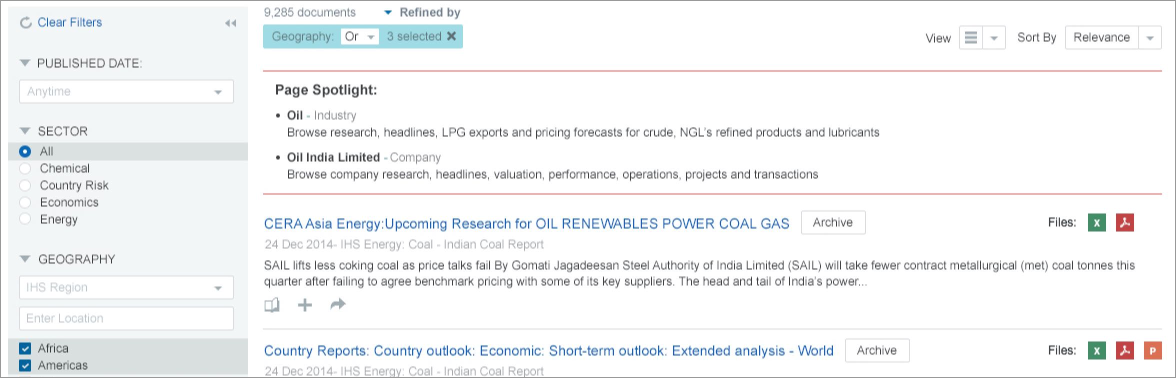 Clear Filters
PUBLISHED DATE:
Anytime
SECTOR
All
Chemical
Country Risk
Economics
Energy
GEOGRAPHY
IHS Region
Enter Location
Africa
Americas
9,285 documents Refined by
Geography: Or 3 selected
View Sort By Relevance
Page Spotlight:
• Oil - Industry
Browse research, headlines, LPG exports and pricing forecasts for crude, NGL's refined products and lubricants
• Oil India Limited - Company
Browse company research, headlines, valuation, performance, operations, projects and transactions
CERA Asia Energy:Upcoming Research for OIL RENEWABLES POWER COAL GAS Archive Files: X
24 Dec 2014- IHS Energy: Coal - Indian Coal Report
SAIL lifts less coking coal as price talks fail By Gomati Jagadeesan Steel Authority of India Limited (SAIL) will take fewer contract metallurgical (met) coal tonnes this
quarter after failing to agree benchmark pricing with some of its key suppliers. The head and tail of India's power...
Country Reports: Country outlook: Economic: Short-term outlook: Extended analysis - World Archive Files: X P
24 Dec 2014- IHS Energy: Coal - Indian Coal Report